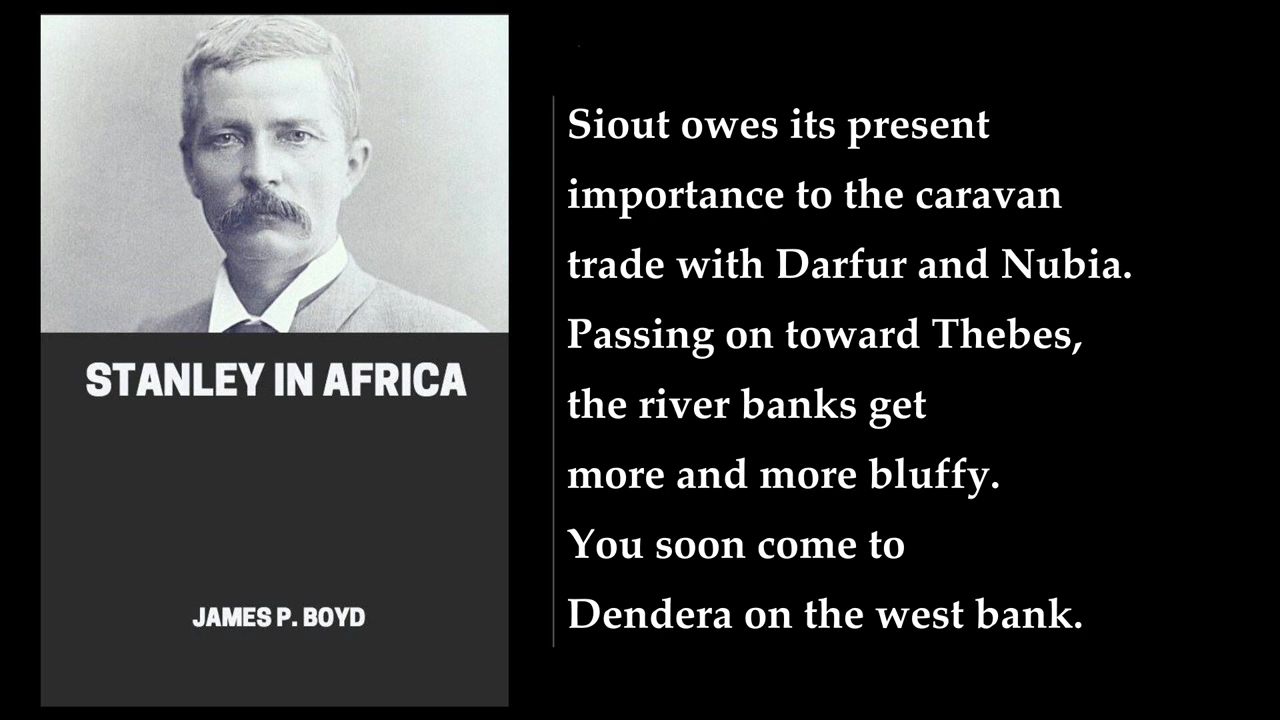 STANLEY IN AFRICA
JAMES P. BOYD
Siout owes its present
importance to the caravan
trade with Darfur and Nubia.
Passing on toward Thebes,
the river banks get
more and more bluffy.
You soon come to
Dendera on the west bank.